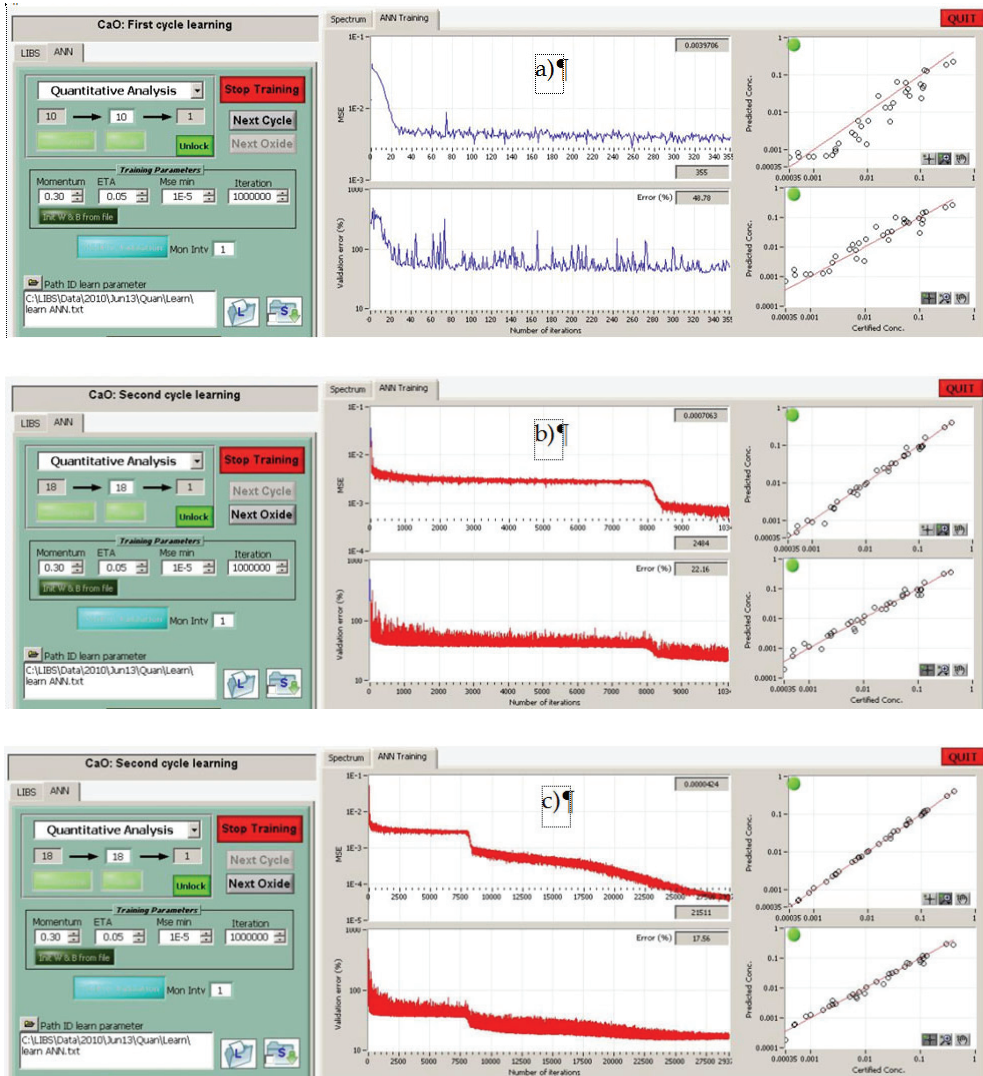 CaO: First cycle learning
LIBS ANN
Quantitative Analysis
Stop Training
10 10 1
Next Cycle
Unlock
Next Oxide
Training Parameters
Momentum ETA Mse min Iteration
0.30 0.05 1E-5 1000000
Init W & B from file
Mon Intv 1
Path ID learn parameter
C:\LIBS\Data\2010\Jun13\Quan\Learn\
learn ANN.txt
L S
Spectrum ANN Training
QUIT
a)¶
0.0039706
1E-1
1E-2
1E-3
MSE
0 20 40 60 80 100 120 140 160 180 200 220 240 260 280 300 320 340 355
355
Error (%) 48.78
1000
100
10
Validation error (%)
0 20 40 60 80 100 120 140 160 180 200 220 240 260 280 300 320 340 355
Number of iterations
1
0.1
0.01
0.001
0.00035
Predicted Conc.
0.00035 0.001 0.01 0.1 1
1
0.1
0.01
0.001
0.0001
Predicted Conc.
0.00035 0.001 0.01 0.1 1
Certified Conc.
CaO: Second cycle learning
LIBS ANN
Quantitative Analysis
Stop Training
18 18 1
Next Cycle
Unlock
Next Oxide
Training Parameters
Momentum ETA Mse min Iteration
0.30 0.05 1E-5 1000000
Init W & B from file
Mon Intv 1
Path ID learn parameter
C:\LIBS\Data\2010\Jun13\Quan\Learn\
learn ANN.txt
L S
Spectrum ANN Training
QUIT
b)¶
0.0007063
1E-1
1E-2
1E-3
1E-4
MSE
0 1000 2000 3000 4000 5000 6000 7000 8000 9000 1034
2484
Error (%) 22.16
1000
100
10
Validation error (%)
0 1000 2000 3000 4000 5000 6000 7000 8000 9000 1034
Number of iterations
1
0.1
0.01
0.001
0.00035
Predicted Conc.
0.00035 0.001 0.01 0.1 1
1
0.1
0.01
0.001
0.0001
Predicted Conc.
0.00035 0.001 0.01 0.1 1
Certified Conc.
CaO: Second cycle learning
LIBS ANN
Quantitative Analysis
Stop Training
18 18 1
Next Cycle
Unlock
Next Oxide
Training Parameters
Momentum ETA Mse min Iteration
0.30 0.05 1E-5 1000000
Init W & B from file
Mon Intv 1
Path ID learn parameter
C:\LIBS\Data\2010\Jun13\Quan\Learn\
learn ANN.txt
L S
Spectrum ANN Training
QUIT
c)¶
0.0000424
1E-1
1E-2
1E-3
1E-4
1E-5
MSE
0 2500 5000 7500 10000 12500 15000 17500 20000 22500 25000
21511
Error (%) 17.56
1000
100
10
Validation error (%)
0 2500 5000 7500 10000 12500 15000 17500 20000 22500 25000 27500
Number of iterations
1
0.1
0.01
0.001
0.00035
Predicted Conc.
0.00035 0.001 0.01 0.1 1
1
0.1
0.01
0.001
0.0001
Predicted Conc.
0.00035 0.001 0.01 0.1 1
Certified Conc.